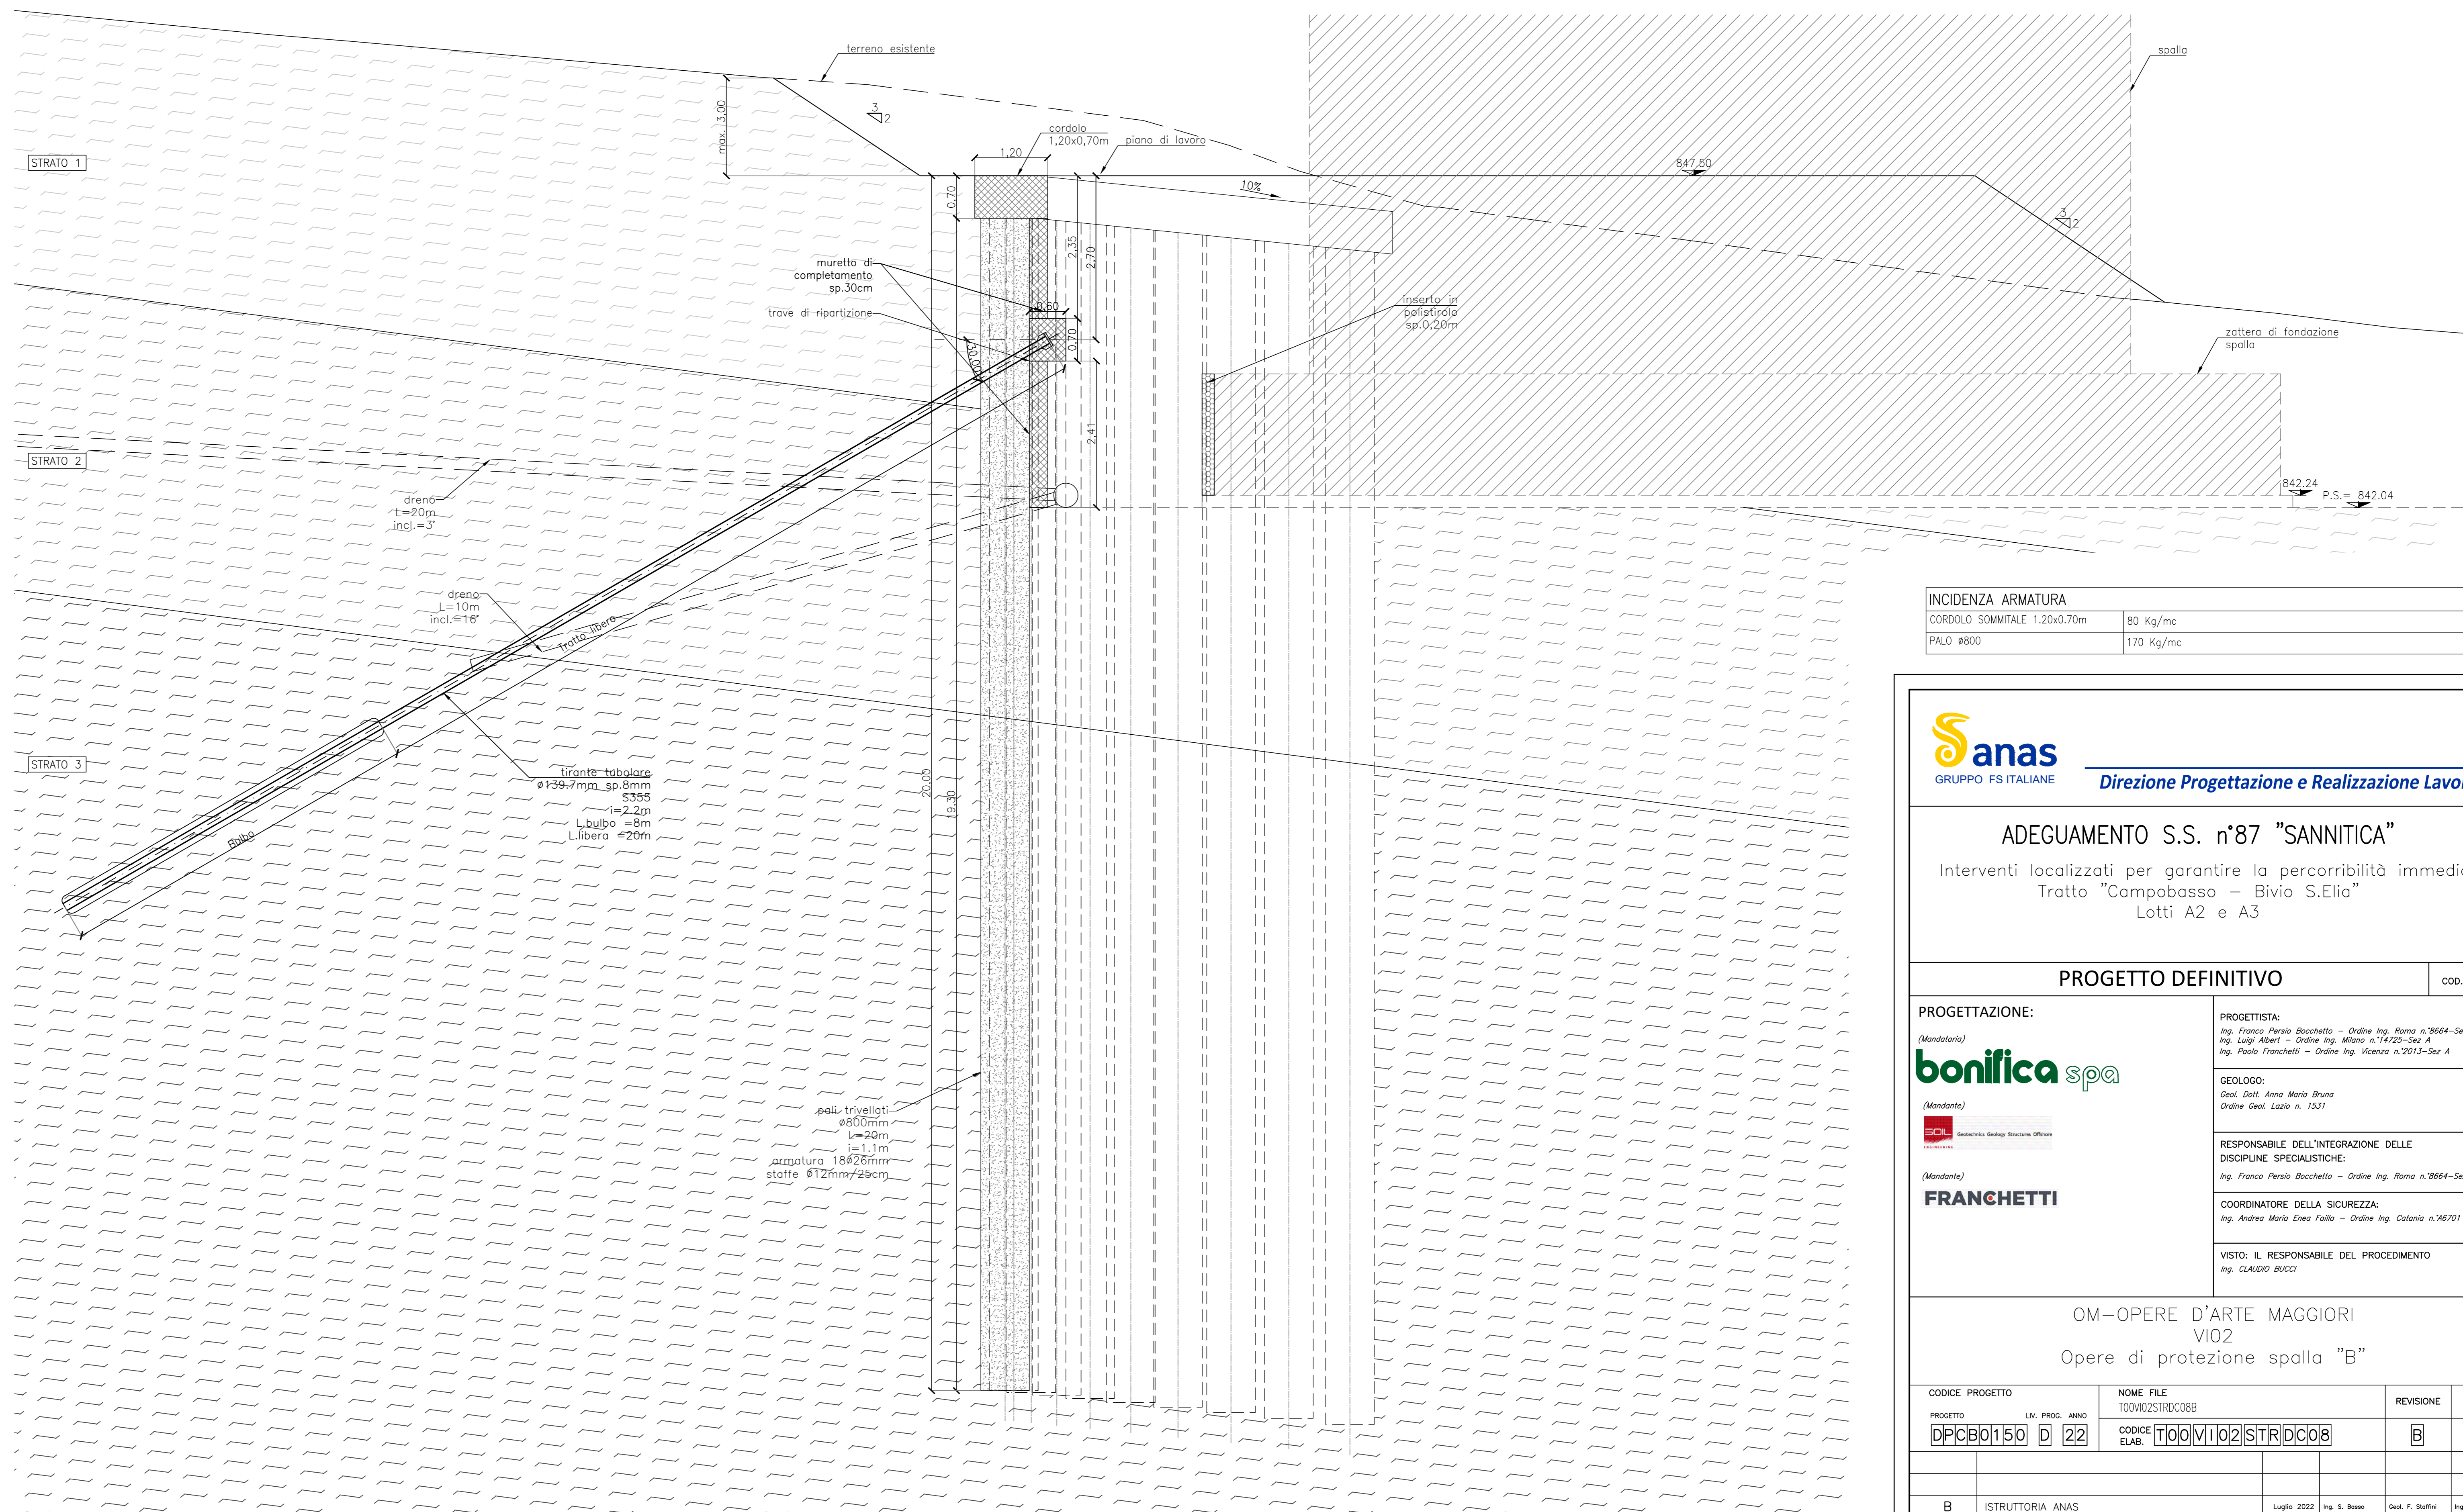 terreno esistente
spalla
max. 3,00
3
2
cordolo
1,20x0,70m
piano di lavoro
1,20
847.50
STRATO 1
10%
0,70
3
2
2,35
2,70
muretto di
completamento
sp.30cm
0,60
trave di ripartizione
inserto in
polistirolo
sp.0,20m
0,70
30,00°
zattera di fondazione
spalla
2,41
STRATO 2
dreno
L=20m
incl.=3°
842.24
P.S.= 842.04
dreno
L=10m
incl.=16°
Tratto libero
INCIDENZA ARMATURA
CORDOLO SOMMITALE 1.20x0.70m
80 Kg/mc
PALO Ø800
170 Kg/mc
STRATO 3
tirante tubolare
Ø139.7mm sp.8mm
S355
i=2.2m
L.bulbo =8m
L.libera =20m
20,00
19,30
Bulbo
pali trivellati
Ø800mm
L=20m
i=1.1m
armatura 18Ø26mm
staffe Ø12mm/25cm
anas
GRUPPO FS ITALIANE
Direzione Progettazione e Realizzazione Lavo
ADEGUAMENTO S.S. n°87 "SANNITICA"
Interventi localizzati per garantire la percorribilità immedi
Tratto "Campobasso – Bivio S.Elia"
Lotti A2 e A3
PROGETTO DEFINITIVO
COD.
PROGETTAZIONE:
(Mandataria)
bonifica spa
(Mandante)
SOIL
ENGINEERING
Geotechnics Geology Structures Offshore
(Mandante)
FRANCHETTI
PROGETTISTA:
Ing. Franco Persio Bocchetto – Ordine Ing. Roma n.°8664–Se
Ing. Luigi Albert – Ordine Ing. Milano n.°14725–Sez A
Ing. Paolo Franchetti – Ordine Ing. Vicenza n.°2013–Sez A
GEOLOGO:
Geol. Dott. Anna Maria Bruna
Ordine Geol. Lazio n. 1531
RESPONSABILE DELL'INTEGRAZIONE DELLE
DISCIPLINE SPECIALISTICHE:
Ing. Franco Persio Bocchetto – Ordine Ing. Roma n.°8664–Se
COORDINATORE DELLA SICUREZZA:
Ing. Andrea Maria Enea Failla – Ordine Ing. Catania n.°A6701
VISTO: IL RESPONSABILE DEL PROCEDIMENTO
Ing. CLAUDIO BUCCI
OM–OPERE D'ARTE MAGGIORI
VI02
Opere di protezione spalla "B"
CODICE PROGETTO
PROGETTO LIV. PROG. ANNO
DPCB0150 D 22
NOME FILE
T00VI02STRDC08B
CODICE ELAB. T00VI02STRDC08
REVISIONE
B
B ISTRUTTORIA ANAS Luglio 2022 Ing. S. Basso Geol. F. Staffini Ing